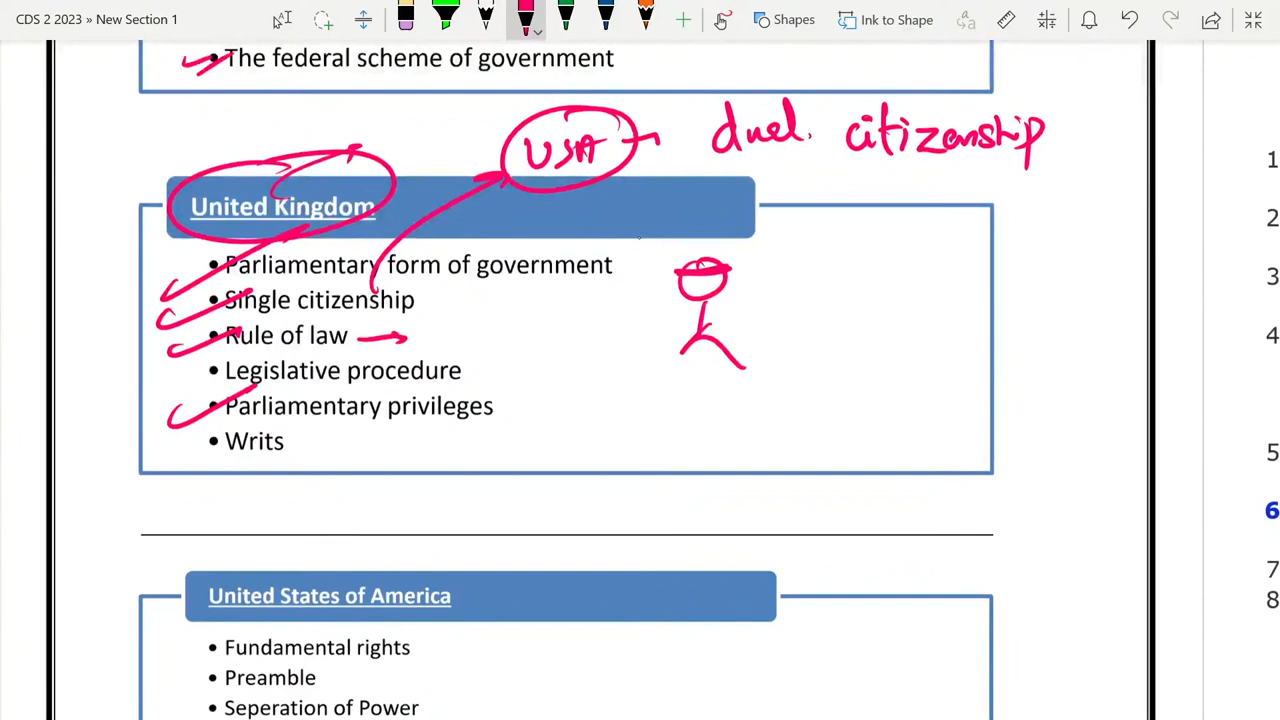 CDS 2 2023 » New Section 1
Shapes
Ink to Shape
• The federal scheme of government
USA dual. citizenship
1
United Kingdom
2
• Parliamentary form of government
3
• Single citizenship
• Rule of law
4
• Legislative procedure
• Parliamentary privileges
• Writs
5
6
United States of America
7
8
• Fundamental rights
• Preamble
• Seperation of Power